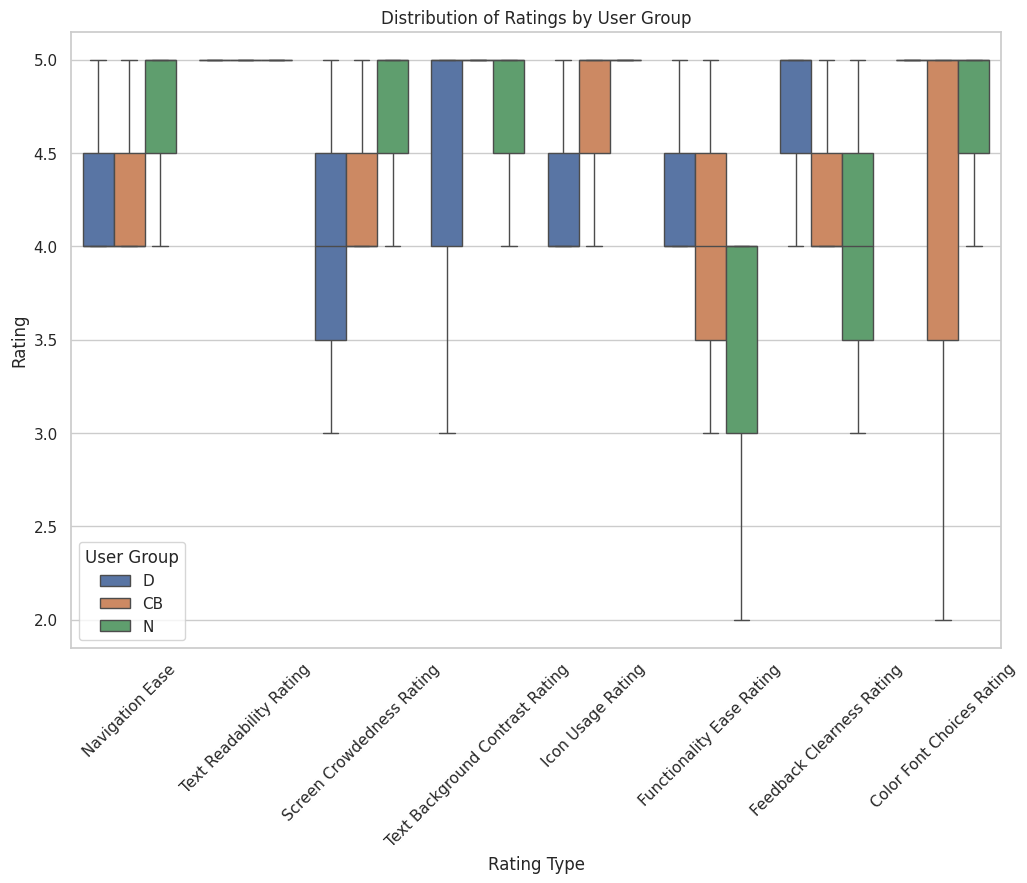 Distribution of Ratings by User Group
Rating
5.0
4.5
4.0
3.5
3.0
2.5
2.0
User Group
D
CB
N
Navigation Ease
Text Readability Rating
Screen Crowdedness Rating
Text Background Contrast Rating
Icon Usage Rating
Functionality Ease Rating
Feedback Clearness Rating
Color Font Choices Rating
Rating Type